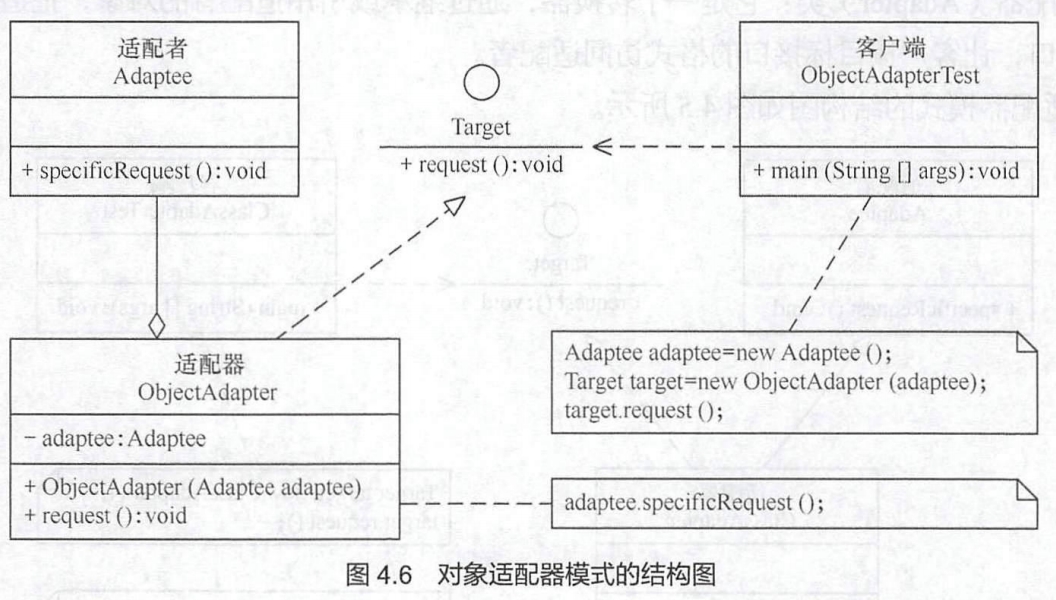 适配者
Adaptee
+ specificRequest ( ) : void
Target
+ request ( ) : void
客户端
ObjectAdapterTest
+ main (String [ ] args) : void
适配器
ObjectAdapter
− adaptee : Adaptee
+ ObjectAdapter (Adaptee adaptee)
+ request ( ) : void
Adaptee adaptee=new Adaptee ( );
Target target=new ObjectAdapter (adaptee);
target.request ( );
adaptee.specificRequest ( );
图 4.6 对象适配器模式的结构图